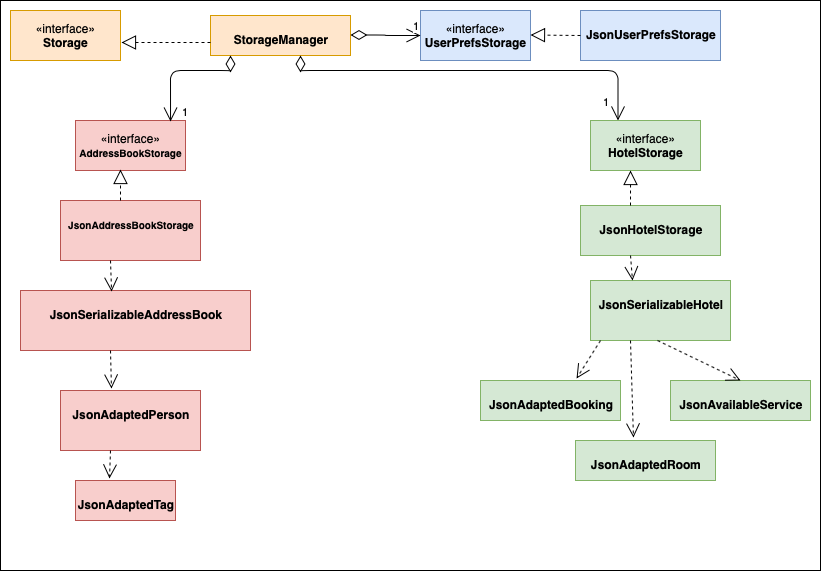 «interface»
Storage
StorageManager
1
«interface»
UserPrefsStorage
JsonUserPrefsStorage
1
«interface»
AddressBookStorage
1
«interface»
HotelStorage
JsonAddressBookStorage
JsonHotelStorage
JsonSerializableAddressBook
JsonSerializableHotel
JsonAdaptedPerson
JsonAdaptedBooking
JsonAvailableService
JsonAdaptedRoom
JsonAdaptedTag